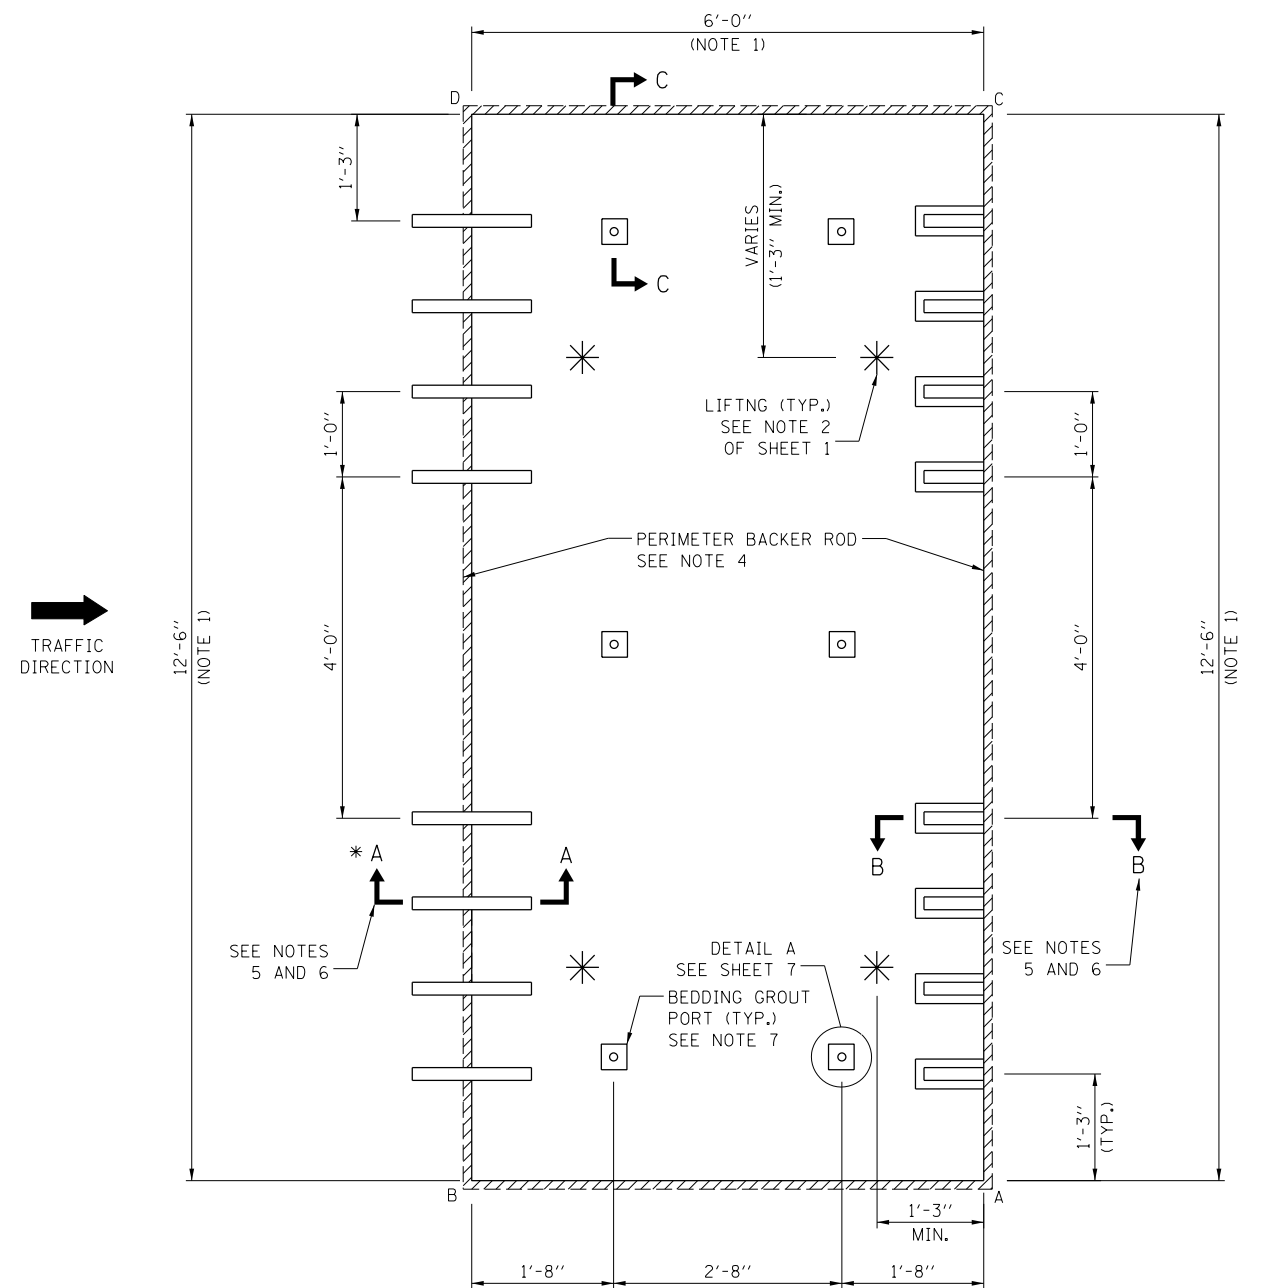 6'-0"
(NOTE 1)
C
D
C
1'-3"
VARIES
(1'-3" MIN.)
C
LIFTNG (TYP.)
SEE NOTE 2
OF SHEET 1
1'-0"
1'-0"
PERIMETER BACKER ROD
SEE NOTE 4
TRAFFIC
DIRECTION
12'-6"
(NOTE 1)
4'-0"
4'-0"
12'-6"
(NOTE 1)
* A
A
B
B
SEE NOTES
5 AND 6
DETAIL A
SEE SHEET 7
SEE NOTES
5 AND 6
BEDDING GROUT
PORT (TYP.)
SEE NOTE 7
1'-3"
(TYP.)
B
A
1'-3"
MIN.
1'-8"
2'-8"
1'-8"